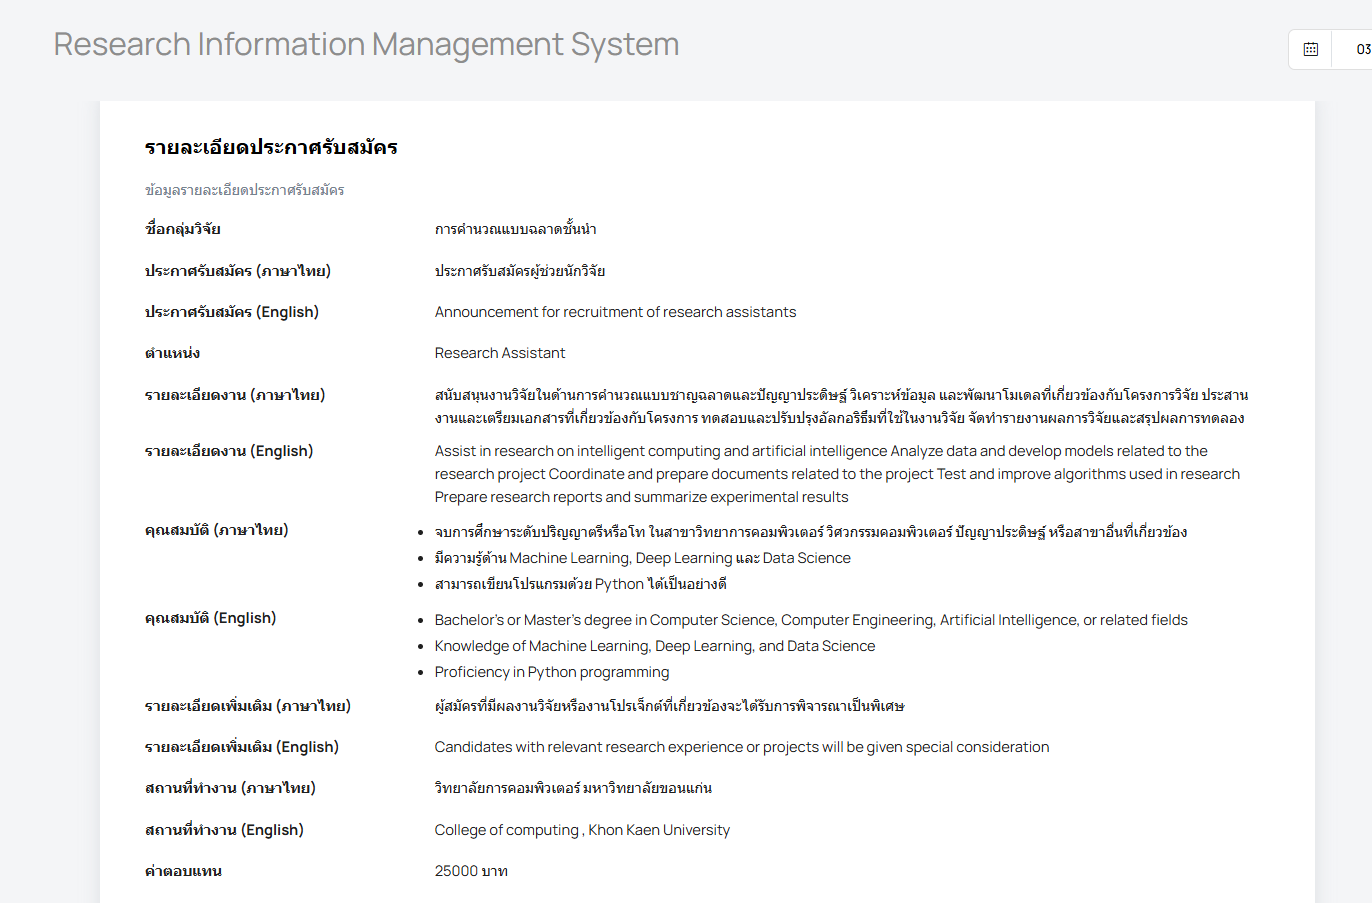 Research Information Management System
03
รายละเอียดประกาศรับสมัคร
ข้อมูลรายละเอียดประกาศรับสมัคร
ชื่อกลุ่มวิจัย การคำนวณแบบฉลาดชั้นนำ
ประกาศรับสมัคร (ภาษาไทย) ประกาศรับสมัครผู้ช่วยนักวิจัย
ประกาศรับสมัคร (English) Announcement for recruitment of research assistants
ตำแหน่ง Research Assistant
รายละเอียดงาน (ภาษาไทย) สนับสนุนงานวิจัยในด้านการคำนวณแบบชาญฉลาดและปัญญาประดิษฐ์ วิเคราะห์ข้อมูล และพัฒนาโมเดลที่เกี่ยวข้องกับโครงการวิจัย ประสาน
งานและเตรียมเอกสารที่เกี่ยวข้องกับโครงการ ทดสอบและปรับปรุงอัลกอริธึมที่ใช้ในงานวิจัย จัดทำรายงานผลการวิจัยและสรุปผลการทดลอง
รายละเอียดงาน (English) Assist in research on intelligent computing and artificial intelligence Analyze data and develop models related to the
research project Coordinate and prepare documents related to the project Test and improve algorithms used in research
Prepare research reports and summarize experimental results
คุณสมบัติ (ภาษาไทย) • จบการศึกษาระดับปริญญาตรีหรือโท ในสาขาวิทยาการคอมพิวเตอร์ วิศวกรรมคอมพิวเตอร์ ปัญญาประดิษฐ์ หรือสาขาอื่นที่เกี่ยวข้อง
• มีความรู้ด้าน Machine Learning, Deep Learning และ Data Science
• สามารถเขียนโปรแกรมด้วย Python ได้เป็นอย่างดี
คุณสมบัติ (English) • Bachelor's or Master's degree in Computer Science, Computer Engineering, Artificial Intelligence, or related fields
• Knowledge of Machine Learning, Deep Learning, and Data Science
• Proficiency in Python programming
รายละเอียดเพิ่มเติม (ภาษาไทย) ผู้สมัครที่มีผลงานวิจัยหรืองานโปรเจ็กต์ที่เกี่ยวข้องจะได้รับการพิจารณาเป็นพิเศษ
รายละเอียดเพิ่มเติม (English) Candidates with relevant research experience or projects will be given special consideration
สถานที่ทำงาน (ภาษาไทย) วิทยาลัยการคอมพิวเตอร์ มหาวิทยาลัยขอนแก่น
สถานที่ทำงาน (English) College of computing , Khon Kaen University
ค่าตอบแทน 25000 บาท